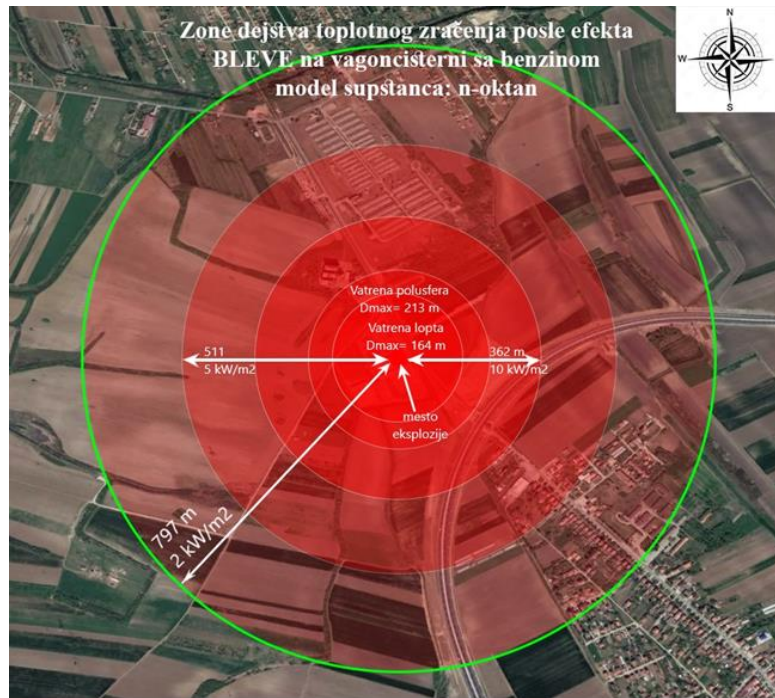 Zone dejstva toplotnog zračenja posle efekta
BLEVE na vagoncisterni sa benzinom
model supstanca: n-oktan
N
W
E
S
Vatrena polusfera
Dmax= 213 m
Vatrena lopta
Dmax= 164 m
511
5 kW/m2
362 m
10 kW/m2
mesto
eksplozije
797 m
2 kW/m2